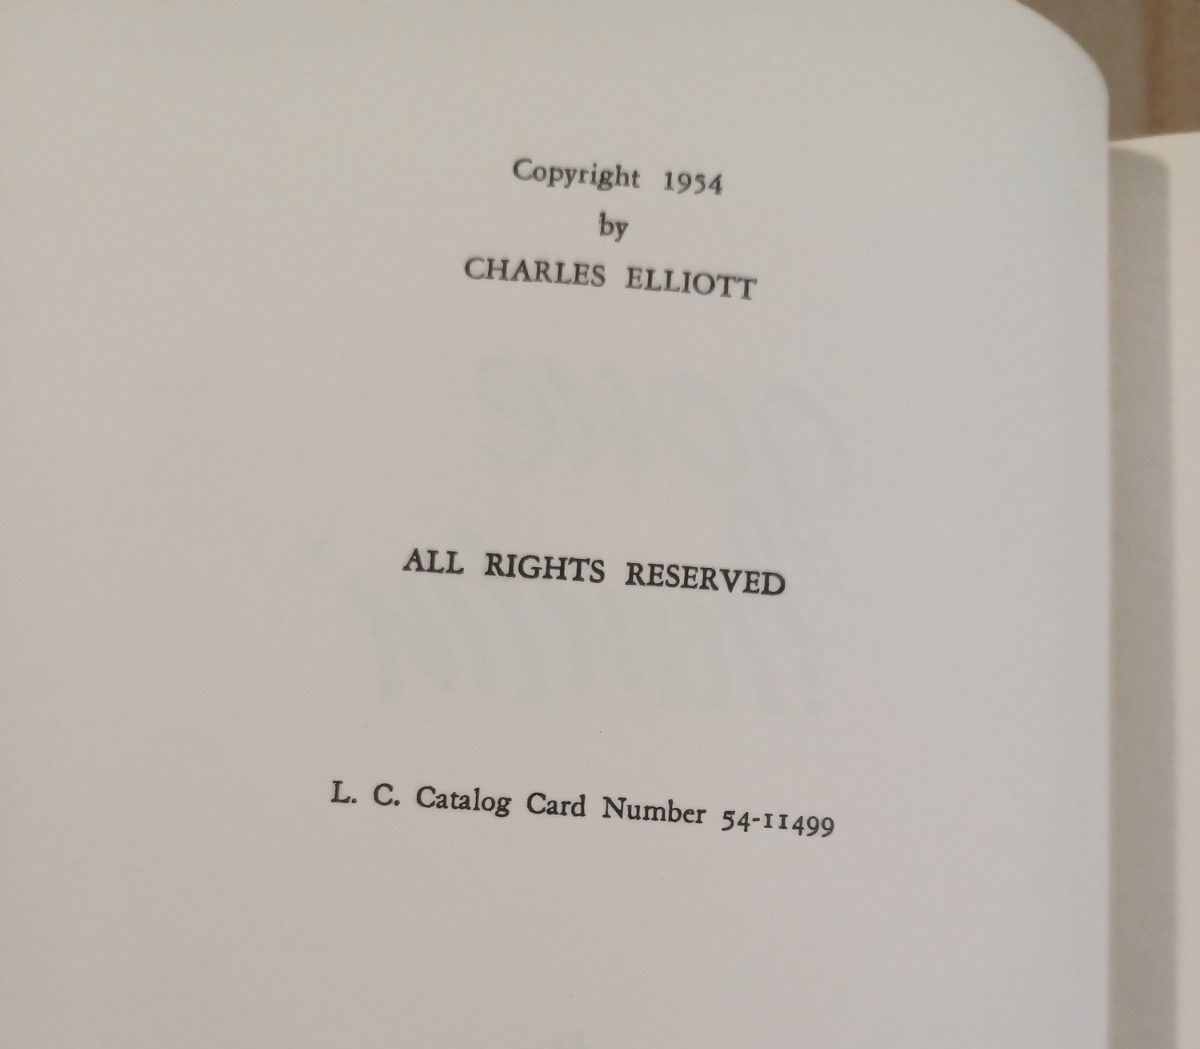 Copyright 1954
by
CHARLES ELLIOTT
ALL RIGHTS RESERVED
L. C. Catalog Card Number 54-11499